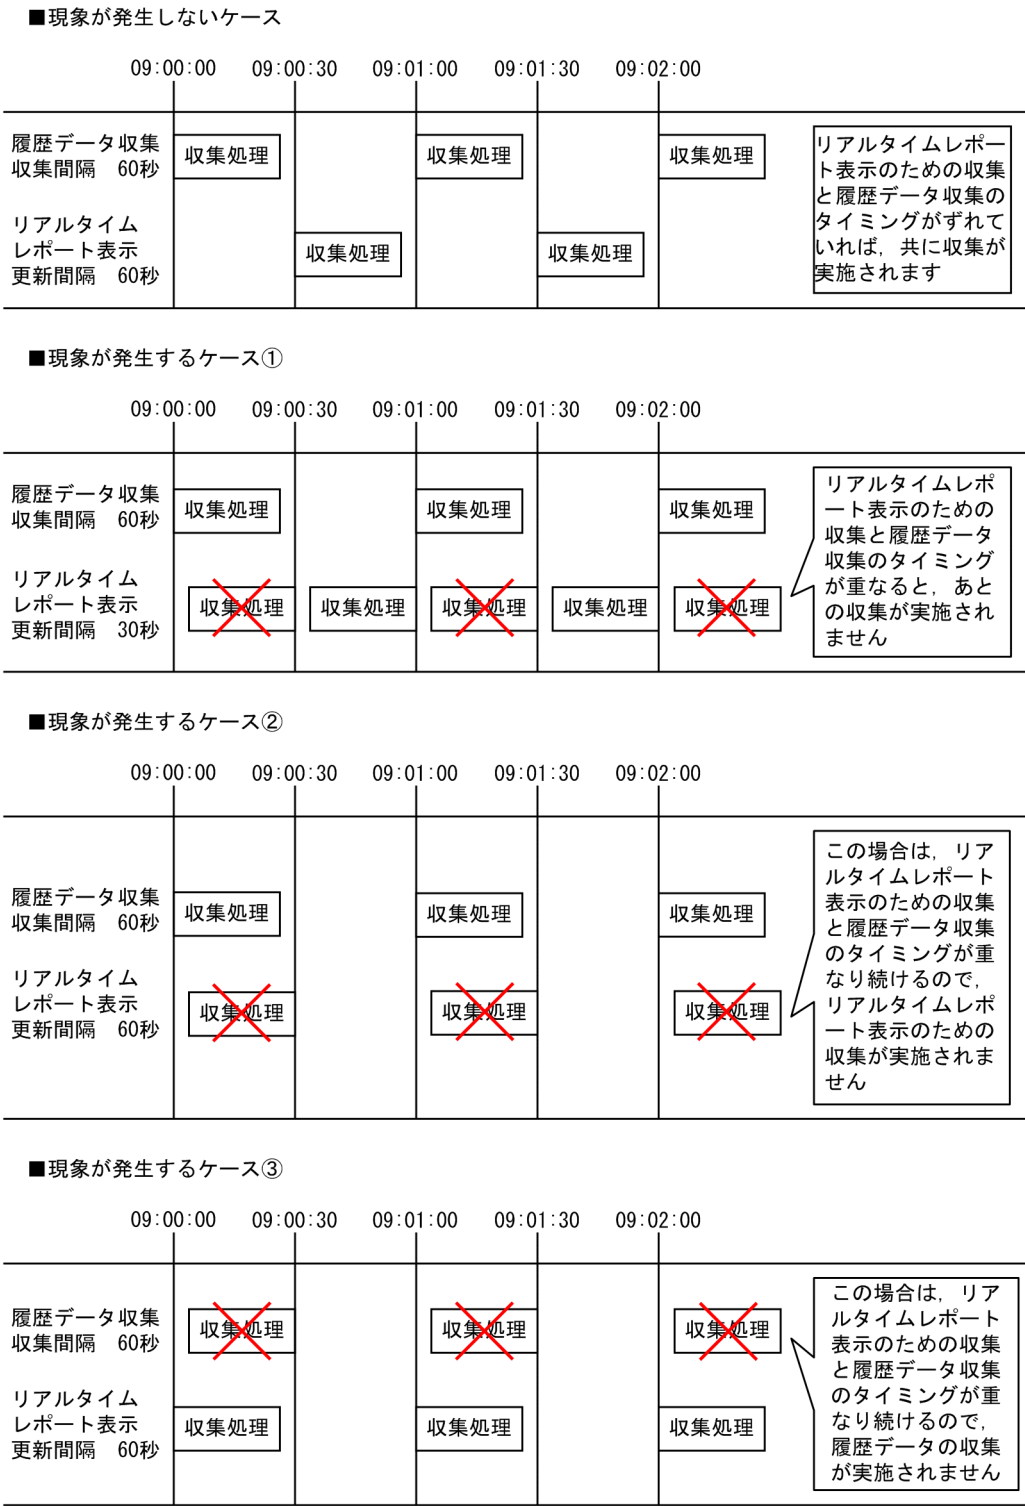 ■現象が発生しないケース
09:00:00 09:00:30 09:01:00 09:01:30 09:02:00
履歴データ収集
収集間隔 60秒
収集処理 収集処理 収集処理
リアルタイム
レポート表示
更新間隔 60秒
収集処理 収集処理
リアルタイムレポー
ト表示のための収集
と履歴データ収集の
タイミングがずれて
いれば，共に収集が
実施されます
■現象が発生するケース①
09:00:00 09:00:30 09:01:00 09:01:30 09:02:00
履歴データ収集
収集間隔 60秒
収集処理 収集処理 収集処理
リアルタイム
レポート表示
更新間隔 30秒
収集処理 収集処理 収集処理 収集処理 収集処理
リアルタイムレポ
ート表示のための
収集と履歴データ
収集のタイミング
が重なると，あと
の収集が実施され
ません
■現象が発生するケース②
09:00:00 09:00:30 09:01:00 09:01:30 09:02:00
履歴データ収集
収集間隔 60秒
収集処理 収集処理 収集処理
リアルタイム
レポート表示
更新間隔 60秒
収集処理 収集処理 収集処理
この場合は，リア
ルタイムレポート
表示のための収集
と履歴データ収集
のタイミングが重
なり続けるので，
リアルタイムレポ
ート表示のための
収集が実施されま
せん
■現象が発生するケース③
09:00:00 09:00:30 09:01:00 09:01:30 09:02:00
履歴データ収集
収集間隔 60秒
収集処理 収集処理 収集処理
リアルタイム
レポート表示
更新間隔 60秒
収集処理 収集処理 収集処理
この場合は，リア
ルタイムレポート
表示のための収集
と履歴データ収集
のタイミングが重
なり続けるので，
履歴データの収集
が実施されません